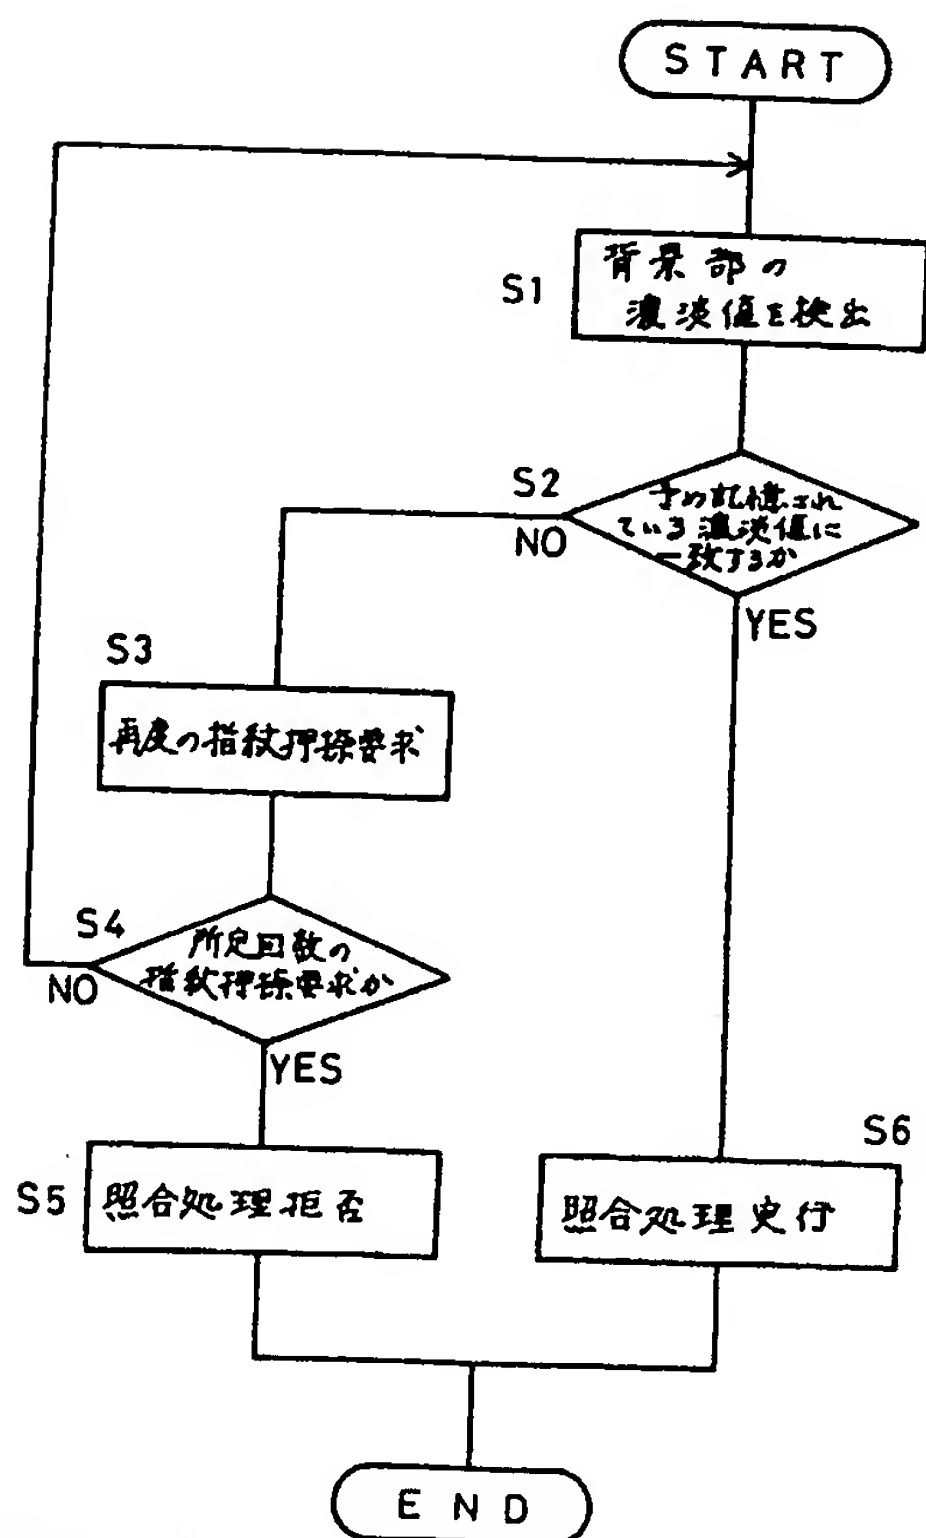 START
S1
背景部の
濃淡値を検出
S2
予め記憶され
ている濃淡値に
一致するか
NO
YES
S3
再度の指紋押捺要求
S4
所定回数の
指紋押捺要求か
NO
YES
S5
照合処理拒否
S6
照合処理実行
END